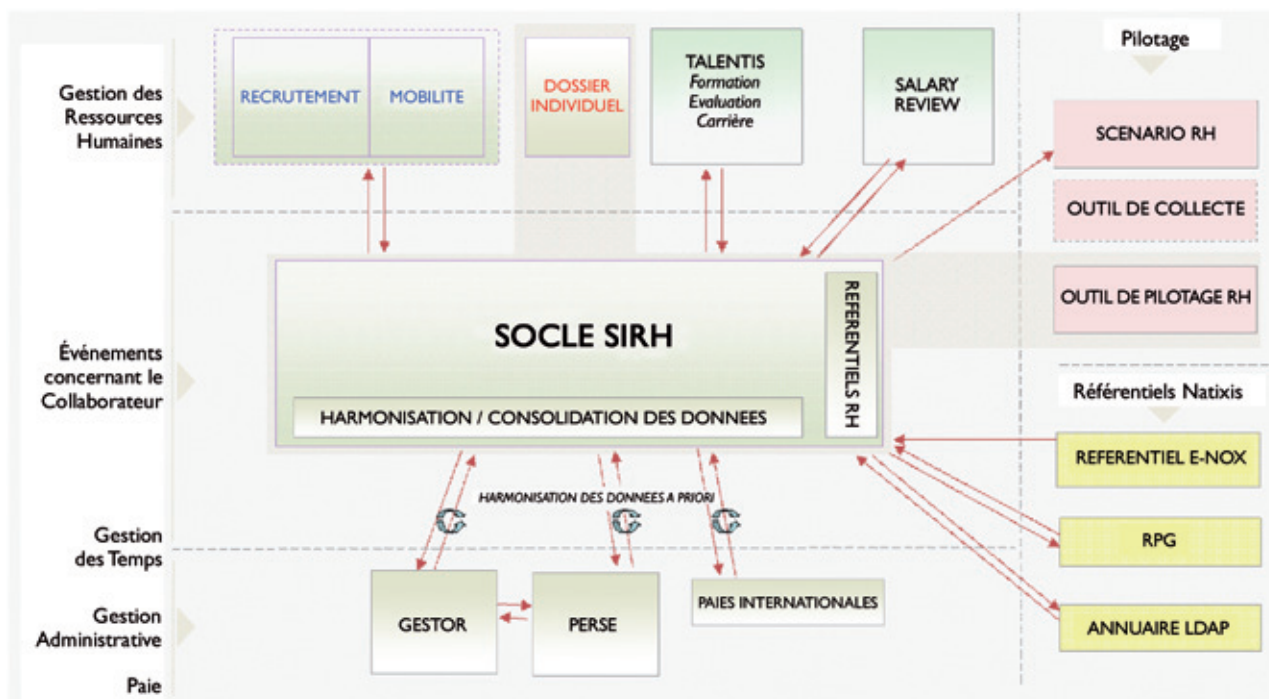 Gestion des
Ressources
Humaines
RECRUTEMENT
MOBILITE
DOSSIER
INDIVIDUEL
TALENTIS
Formation
Evaluation
Carrière
SALARY
REVIEW
Pilotage
SCENARIO RH
OUTIL DE COLLECTE
OUTIL DE PILOTAGE RH
Événements
concernant le
Collaborateur
SOCLE SIRH
REFERENTIELS RH
HARMONISATION / CONSOLIDATION DES DONNEES
Référentiels Natixis
REFERENTIEL E-NOX
RPG
ANNUAIRE LDAP
HARMONISATION DES DONNEES A PRIORI
Gestion
des Temps
Gestion
Administrative
Paie
GESTOR
PERSE
PAIES INTERNATIONALES